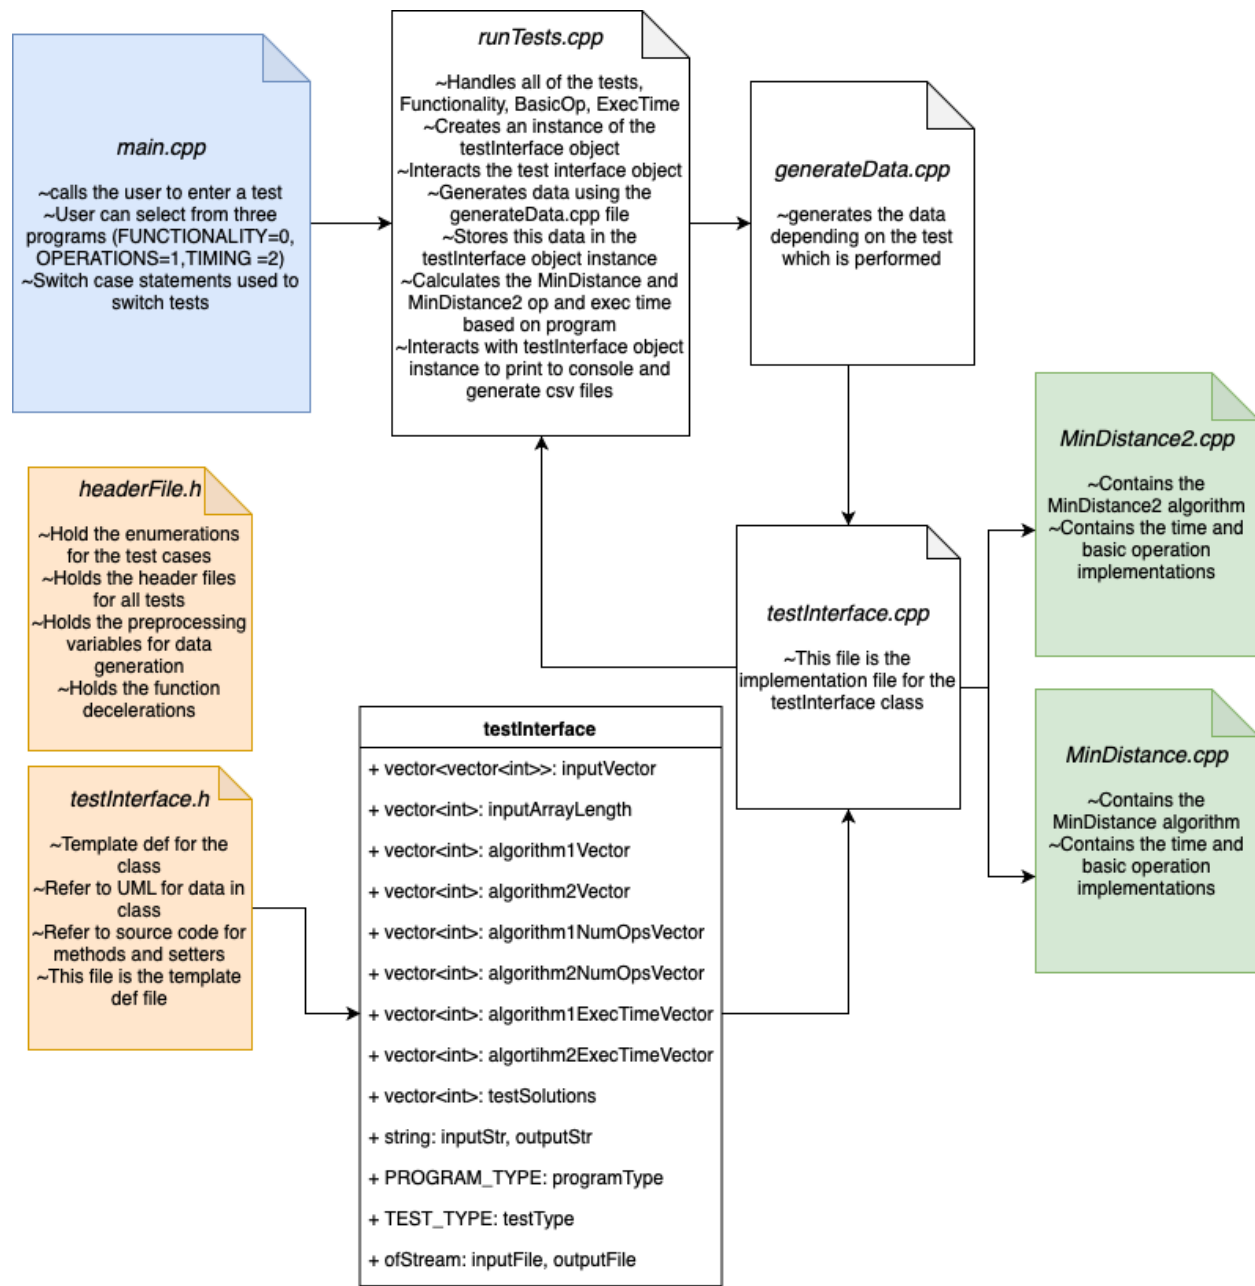 main.cpp
~calls the user to enter a test
~User can select from three
programs (FUNCTIONALITY=0,
OPERATIONS=1,TIMING =2)
~Switch case statements used to
switch tests
runTests.cpp
~Handles all of the tests,
Functionality, BasicOp, ExecTime
~Creates an instance of the
testInterface object
~Interacts the test interface object
~Generates data using the
generateData.cpp file
~Stores this data in the
testInterface object instance
~Calculates the MinDistance and
MinDistance2 op and exec time
based on program
~Interacts with testInterface object
instance to print to console and
generate csv files
generateData.cpp
~generates the data
depending on the test
which is performed
MinDistance2.cpp
~Contains the
MinDistance2 algorithm
~Contains the time and
basic operation
implementations
headerFile.h
~Hold the enumerations
for the test cases
~Holds the header files
for all tests
~Holds the preprocessing
variables for data
generation
~Holds the function
decelerations
testInterface.cpp
~This file is the
implementation file for the
testInterface class
MinDistance.cpp
~Contains the
MinDistance algorithm
~Contains the time and
basic operation
implementations
testInterface.h
~Template def for the
class
~Refer to UML for data in
class
~Refer to source code for
methods and setters
~This file is the template
def file
testInterface
+ vector<vector<int>>: inputVector
+ vector<int>: inputArrayLength
+ vector<int>: algorithm1Vector
+ vector<int>: algorithm2Vector
+ vector<int>: algorithm1NumOpsVector
+ vector<int>: algorithm2NumOpsVector
+ vector<int>: algorithm1ExecTimeVector
+ vector<int>: algortihm2ExecTimeVector
+ vector<int>: testSolutions
+ string: inputStr, outputStr
+ PROGRAM_TYPE: programType
+ TEST_TYPE: testType
+ ofStream: inputFile, outputFile